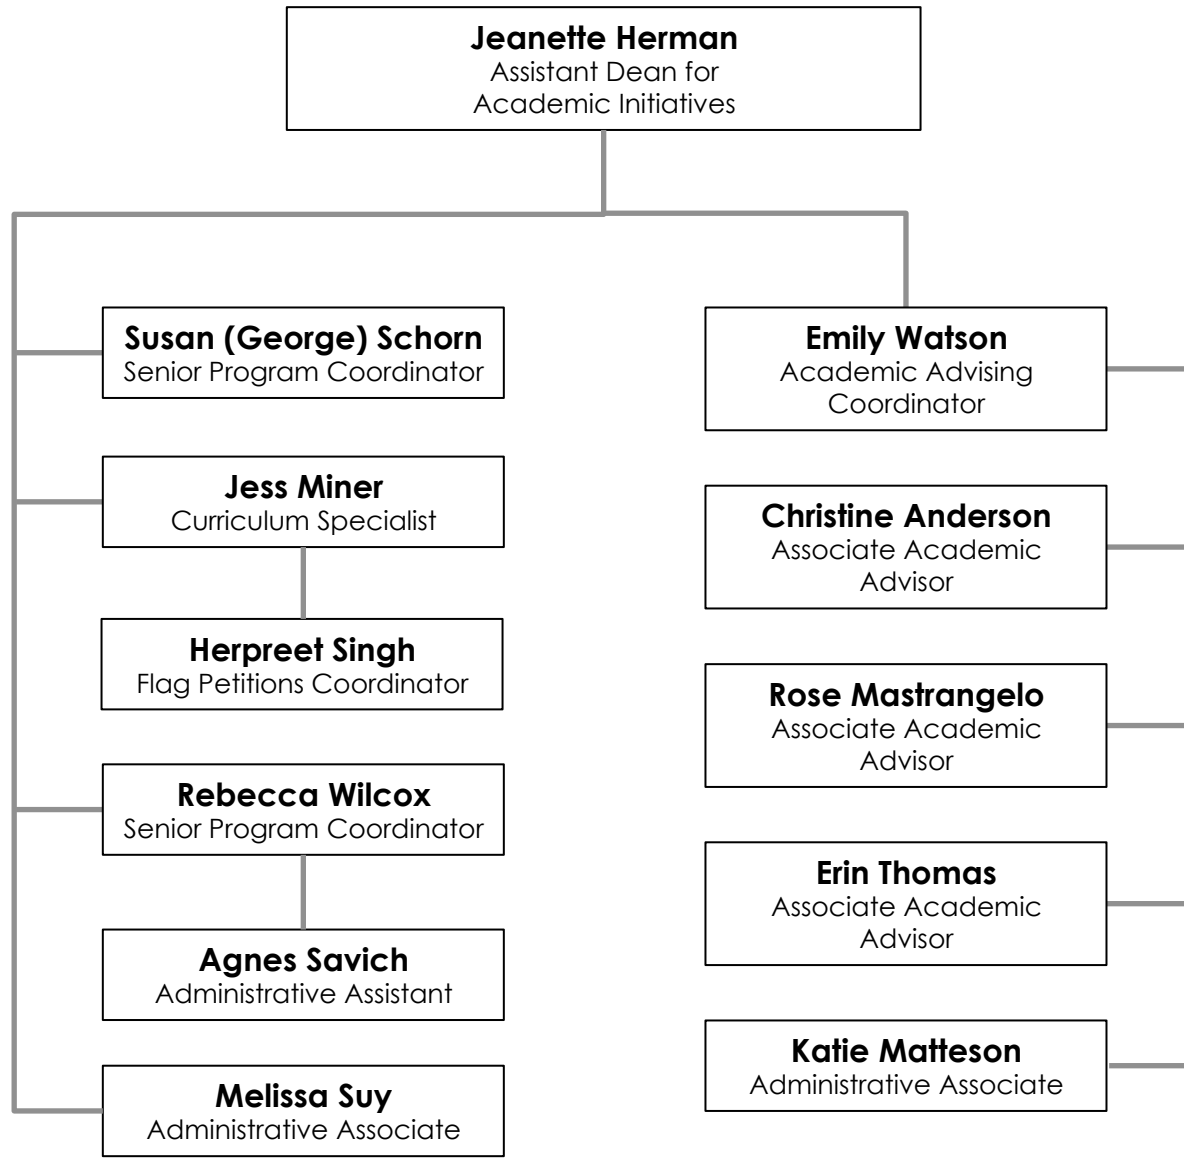 Jeanette Herman
Assistant Dean for
Academic Initiatives
Susan (George) Schorn
Senior Program Coordinator
Jess Miner
Curriculum Specialist
Herpreet Singh
Flag Petitions Coordinator
Rebecca Wilcox
Senior Program Coordinator
Agnes Savich
Administrative Assistant
Melissa Suy
Administrative Associate
Emily Watson
Academic Advising
Coordinator
Christine Anderson
Associate Academic
Advisor
Rose Mastrangelo
Associate Academic
Advisor
Erin Thomas
Associate Academic
Advisor
Katie Matteson
Administrative Associate